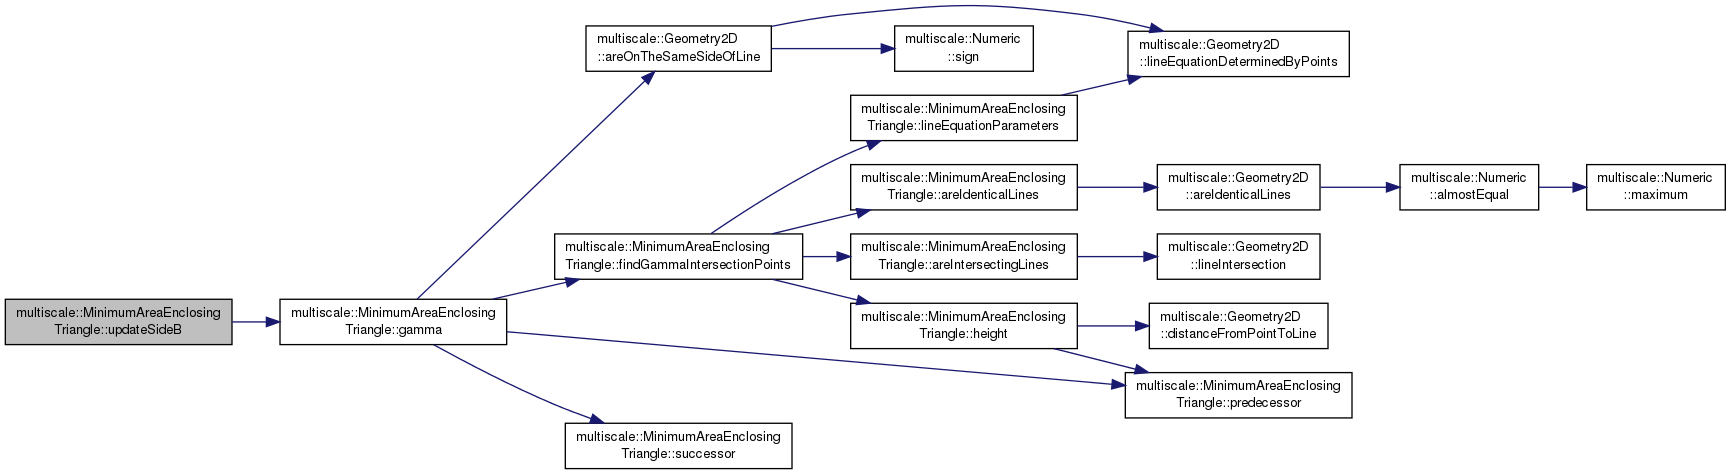 multiscale::Geometry2D
::areOnTheSameSideOfLine
multiscale::Numeric
::sign
multiscale::Geometry2D
::lineEquationDeterminedByPoints
multiscale::MinimumAreaEnclosing
Triangle::lineEquationParameters
multiscale::MinimumAreaEnclosing
Triangle::areIdenticalLines
multiscale::Geometry2D
::areIdenticalLines
multiscale::Numeric
::almostEqual
multiscale::Numeric
::maximum
multiscale::MinimumAreaEnclosing
Triangle::findGammaIntersectionPoints
multiscale::MinimumAreaEnclosing
Triangle::areIntersectingLines
multiscale::Geometry2D
::lineIntersection
multiscale::MinimumAreaEnclosing
Triangle::updateSideB
multiscale::MinimumAreaEnclosing
Triangle::gamma
multiscale::MinimumAreaEnclosing
Triangle::height
multiscale::Geometry2D
::distanceFromPointToLine
multiscale::MinimumAreaEnclosing
Triangle::predecessor
multiscale::MinimumAreaEnclosing
Triangle::successor